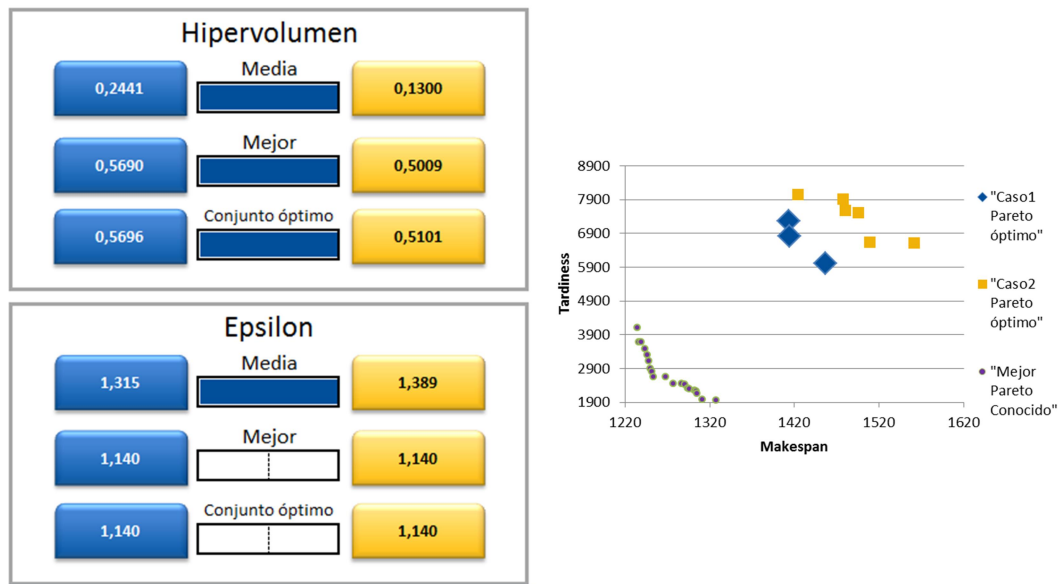 Hipervolumen
Media
0,2441
0,1300
Mejor
0,5690
0,5009
Conjunto óptimo
0,5696
0,5101
Epsilon
Media
1,315
1,389
Mejor
1,140
1,140
Conjunto óptimo
1,140
1,140
8900
7900
6900
5900
4900
3900
2900
1900
Tardiness
1220
1320
1420
1520
1620
Makespan
"Caso1
Pareto
óptimo"
"Caso2
Pareto
óptimo"
"Mejor
Pareto
Conocido"